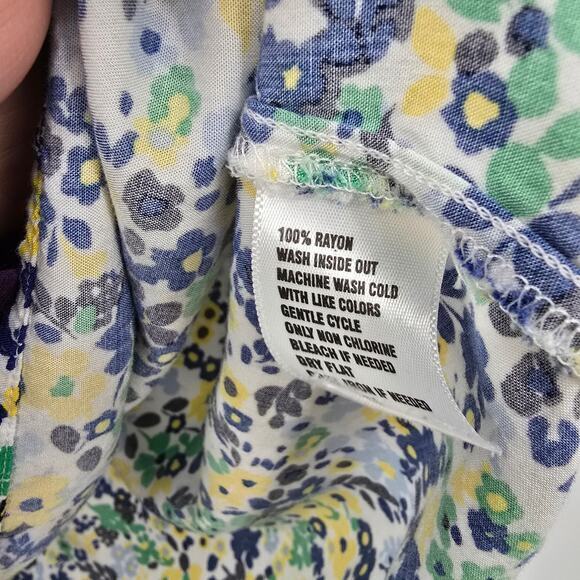 100% RAYON
WASH INSIDE OUT
MACHINE WASH COLD
WITH LIKE COLORS
GENTLE CYCLE
ONLY NON CHLORINE
BLEACH IF NEEDED
DRY FLAT
IRON IF NEEDED